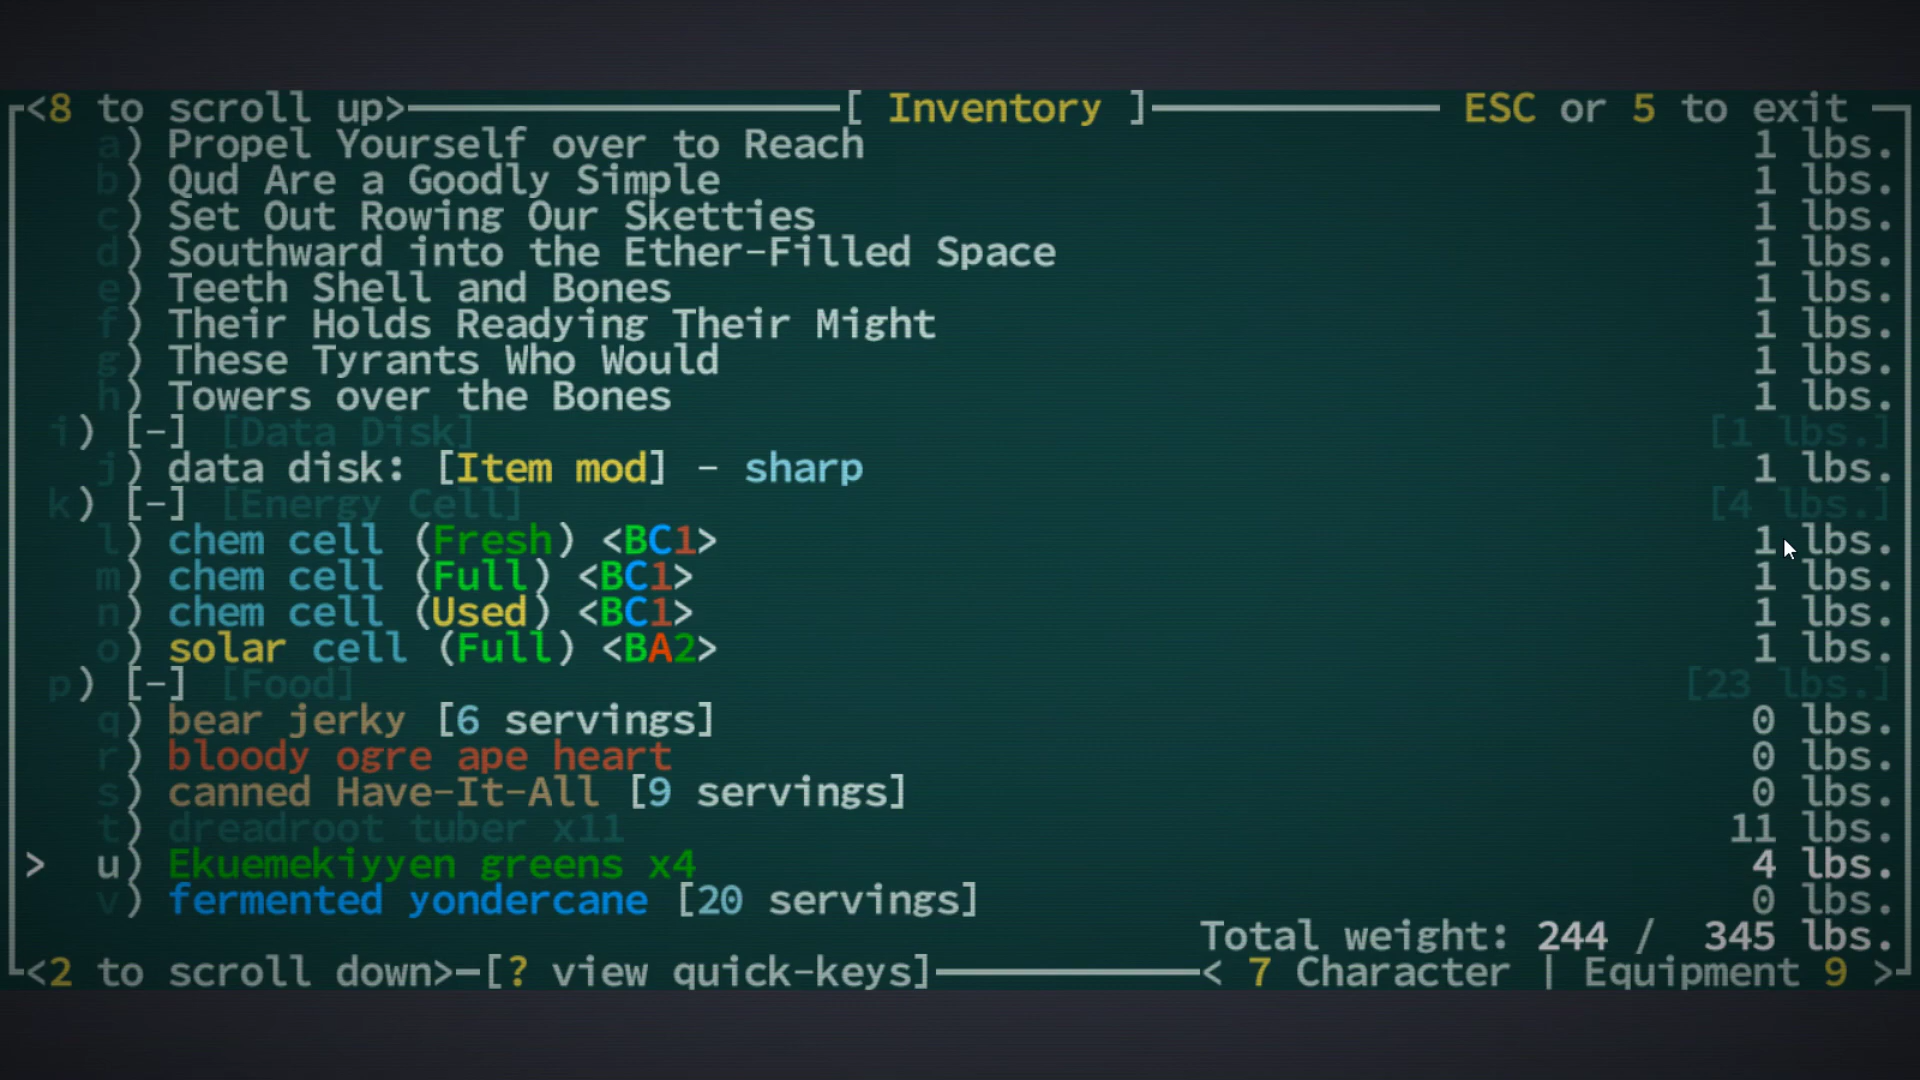 <8 to scroll up> [ Inventory ] ESC or 5 to exit
a) Propel Yourself over to Reach 1 lbs.
b) Qud Are a Goodly Simple 1 lbs.
c) Set Out Rowing Our Sketties 1 lbs.
d) Southward into the Ether-Filled Space 1 lbs.
e) Teeth Shell and Bones 1 lbs.
f) Their Holds Readying Their Might 1 lbs.
g) These Tyrants Who Would 1 lbs.
h) Towers over the Bones 1 lbs.
i) [-] [Data Disk] [1 lbs.]
j) data disk: [Item mod] - sharp 1 lbs.
k) [-] [Energy Cell] [4 lbs.]
l) chem cell (Fresh) <BC1> 1 lbs.
m) chem cell (Full) <BC1> 1 lbs.
n) chem cell (Used) <BC1> 1 lbs.
o) solar cell (Full) <BA2> 1 lbs.
p) [-] [Food] [23 lbs.]
q) bear jerky [6 servings] 0 lbs.
r) bloody ogre ape heart 0 lbs.
s) canned Have-It-All [9 servings] 0 lbs.
t) dreadroot tuber x11 11 lbs.
> u) Ekuemekiyyen greens x4 4 lbs.
v) fermented yondercane [20 servings] 0 lbs.
Total weight: 244 / 345 lbs.
<2 to scroll down> [? view quick-keys] < 7 Character | Equipment 9 >